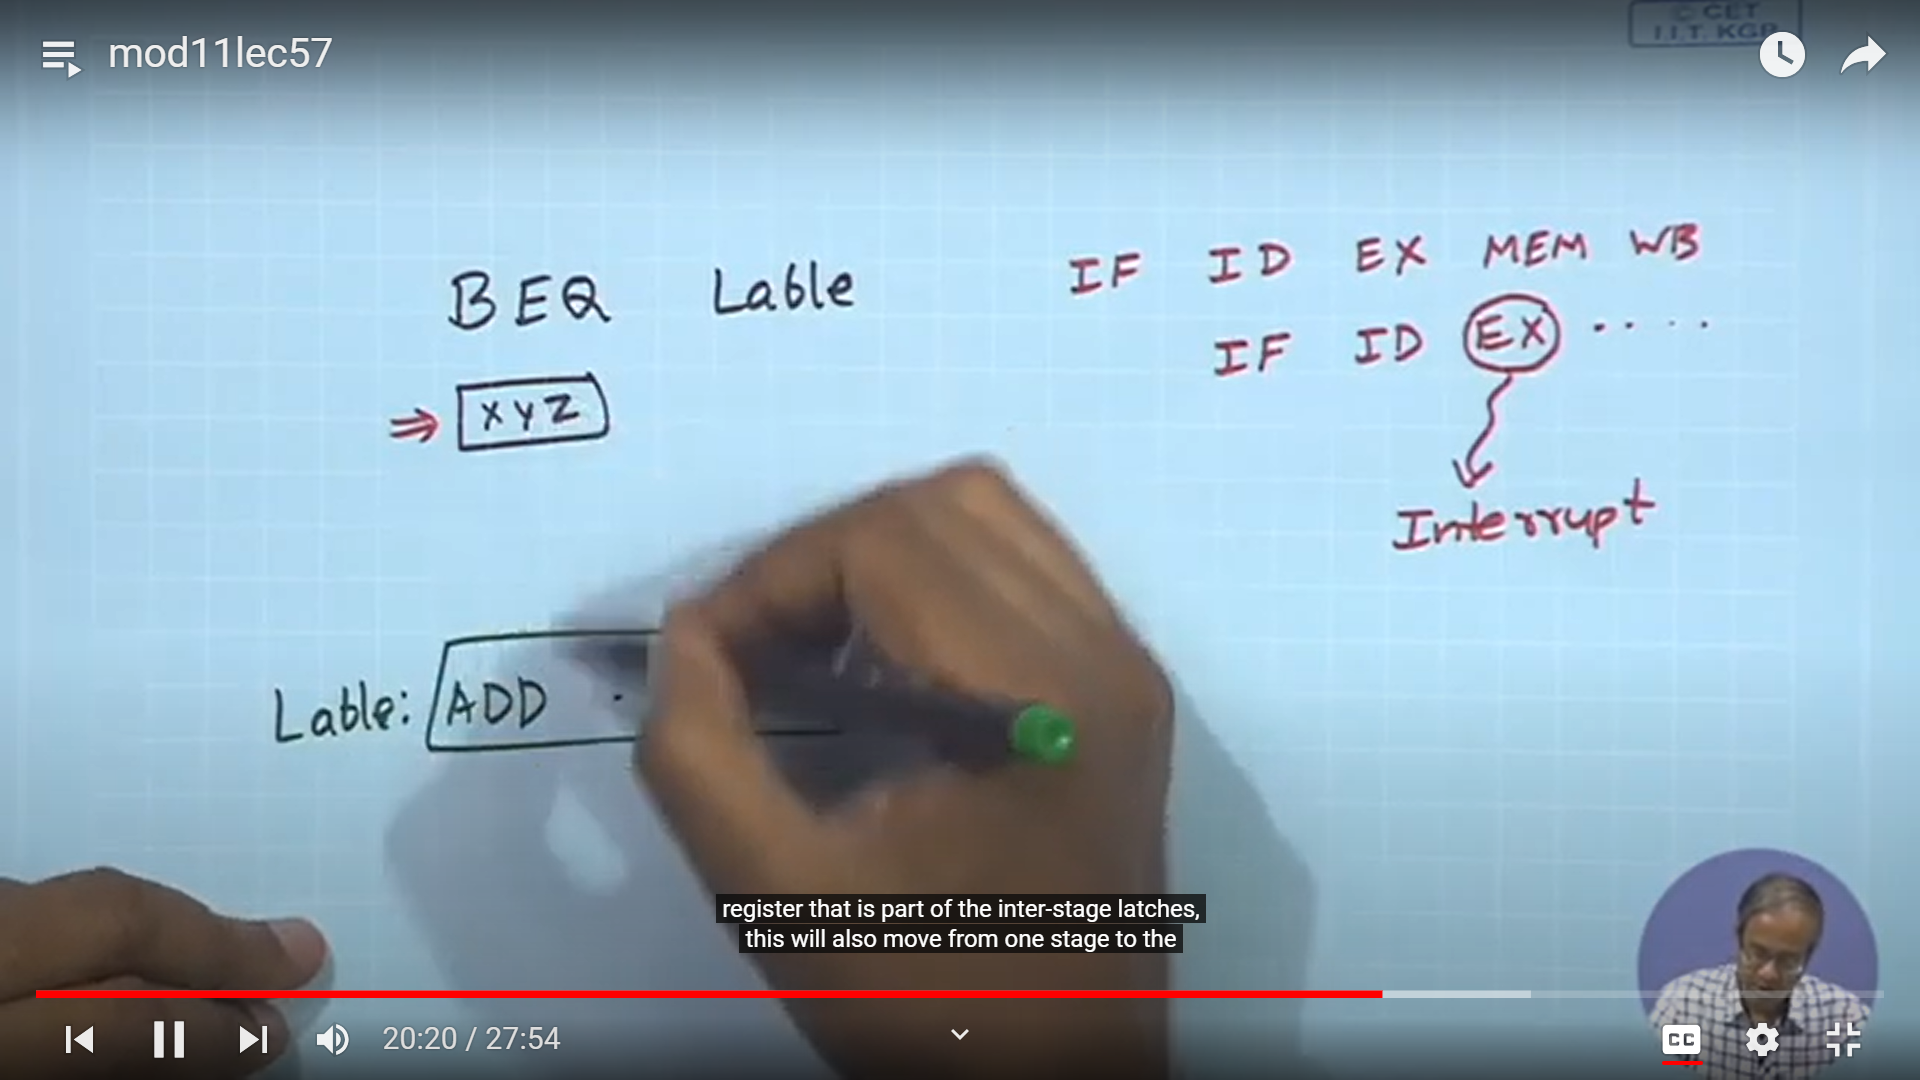 © CET
I.I.T. KGP
mod11lec57
IF ID EX MEM WB
BEQ Lable
IF ID EX ....
XYZ
Interrupt
Lable: ADD .
register that is part of the inter-stage latches,
this will also move from one stage to the
20:20 / 27:54
CC